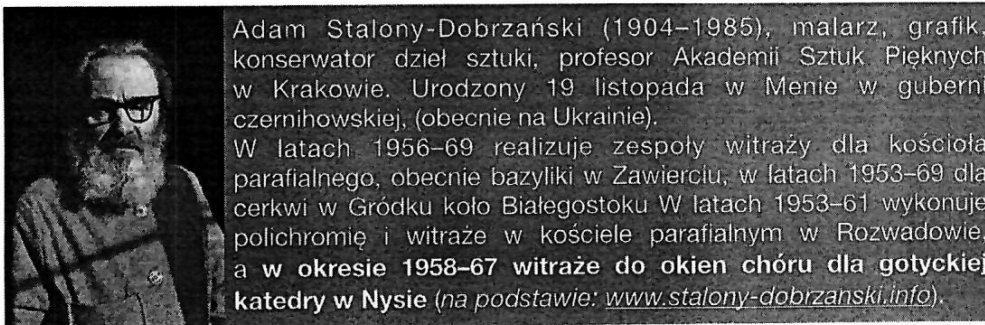 Adam Stalony-Dobrzański (1904–1985), malarz, grafik,
konserwator dzieł sztuki, profesor Akademii Sztuk Pięknych
w Krakowie. Urodzony 19 listopada w Menie w guberni
czernihowskiej, (obecnie na Ukrainie).
W latach 1956–69 realizuje zespoły witraży dla kościoła
parafialnego, obecnie bazyliki w Zawierciu, w latach 1953–69 dla
cerkwi w Gródku koło Białegostoku W latach 1953–61 wykonuje
polichromię i witraże w kościele parafialnym w Rozwadowie,
a w okresie 1958–67 witraże do okien chóru dla gotyckiej
katedry w Nysie (na podstawie: www.stalony-dobrzanski.info).